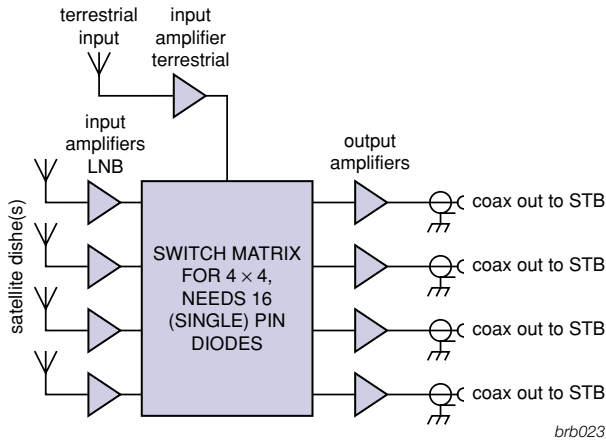 terrestrial
input
input
amplifier
terrestrial
input
amplifiers
LNB
output
amplifiers
satellite dishe(s)
SWITCH MATRIX
FOR 4 × 4,
NEEDS 16
(SINGLE) PIN
DIODES
coax out to STB
coax out to STB
coax out to STB
coax out to STB
brb023